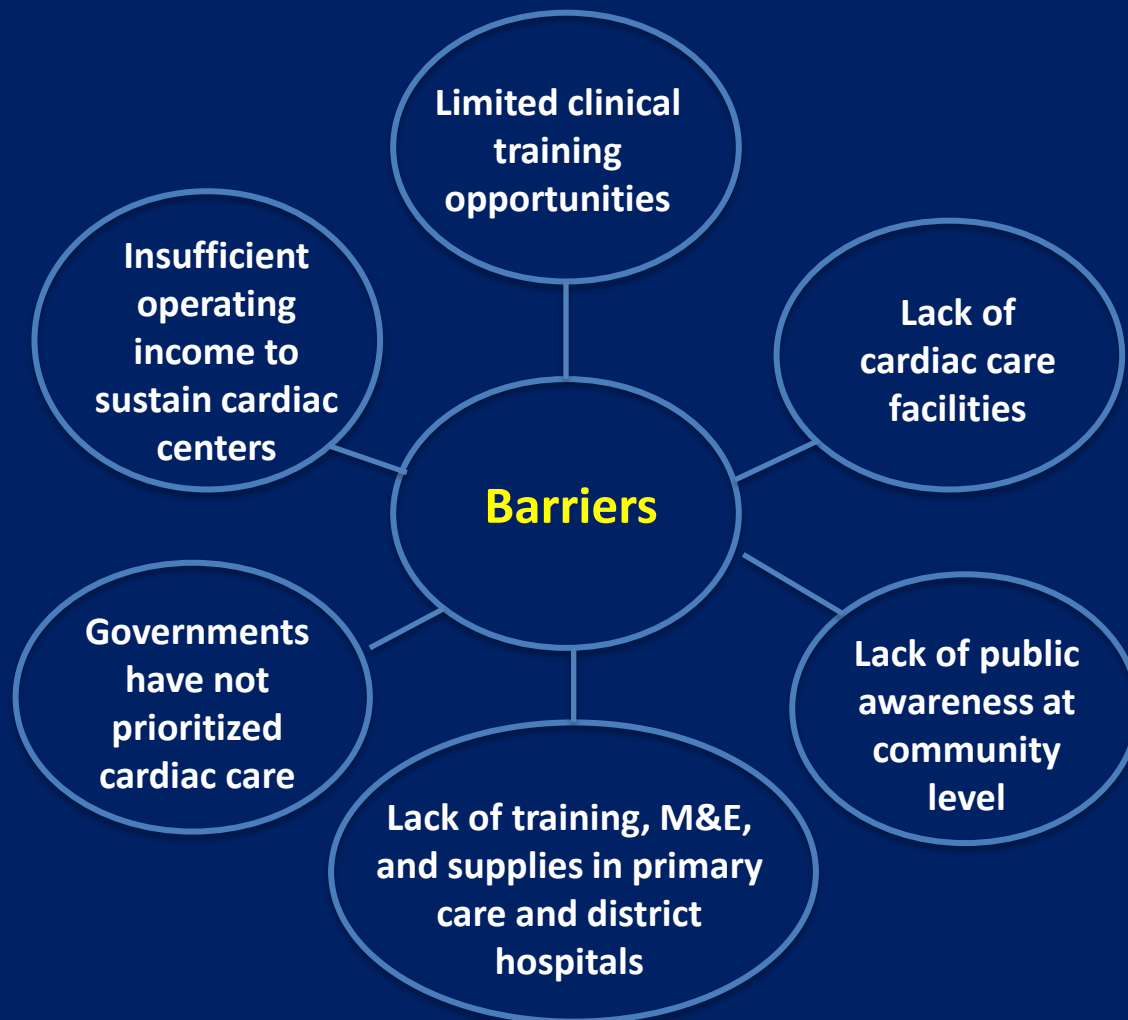 Limited clinical
training
opportunities
Insufficient
operating
income to
sustain cardiac
centers
Lack of
cardiac care
facilities
Barriers
Governments
have not
prioritized
cardiac care
Lack of public
awareness at
community
level
Lack of training, M&E,
and supplies in primary
care and district
hospitals